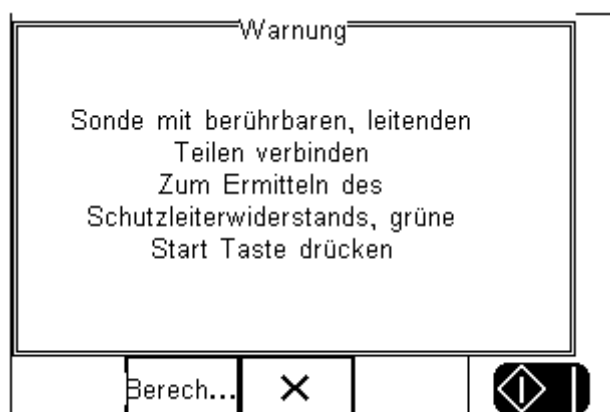 Warnung
Sonde mit berührbaren, leitenden
Teilen verbinden
Zum Ermitteln des
Schutzleiterwiderstands, grüne
Start Taste drücken
Berech...